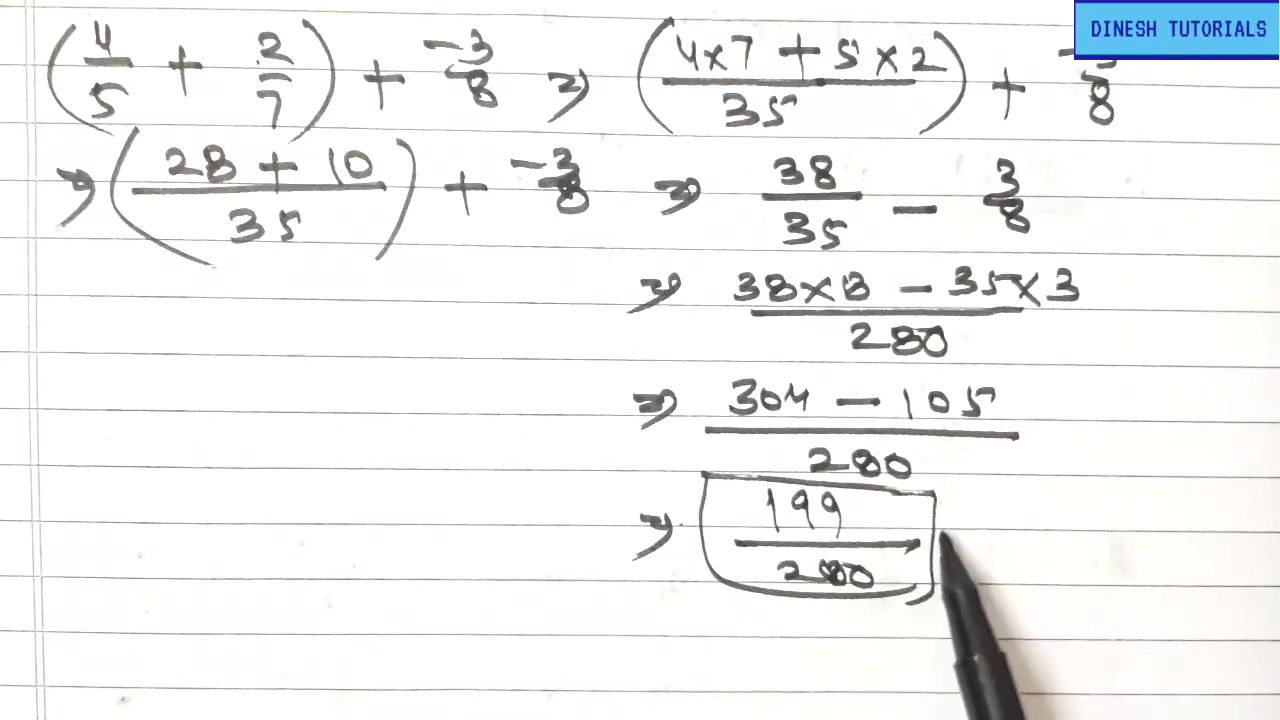 DINESH TUTORIALS
(4/5 + 2/7) + -3/8 ⇒ (4×7 + 5×2 / 35) + -3/8
⇒ (28 + 10 / 35) + -3/8 ⇒ 38/35 - 3/8
⇒ 38×8 - 35×3 / 280
⇒ 304 - 105 / 280
⇒ 199 / 280